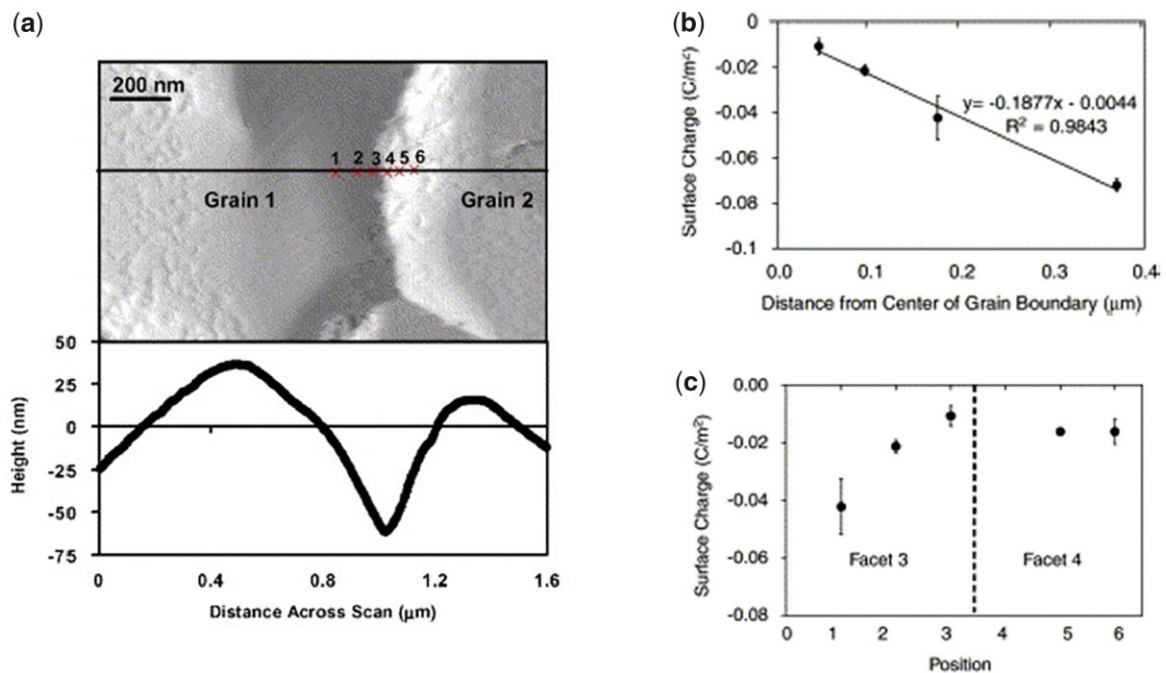 (a)
200 nm
1 2 3 4 5 6
Grain 1
Grain 2
50
25
0
-25
-50
-75
Height (nm)
0 0.4 0.8 1.2 1.6
Distance Across Scan (μm)
(b)
0
-0.02
-0.04
-0.06
-0.08
-0.1
Surface Charge (C/m²)
y= -0.1877x - 0.0044
R² = 0.9843
0.0 0.1 0.2 0.3 0.4
Distance from Center of Grain Boundary (μm)
(c)
0.00
-0.02
-0.04
-0.06
-0.08
Surface Charge (C/m²)
Facet 3
Facet 4
0 1 2 3 4 5 6
Position